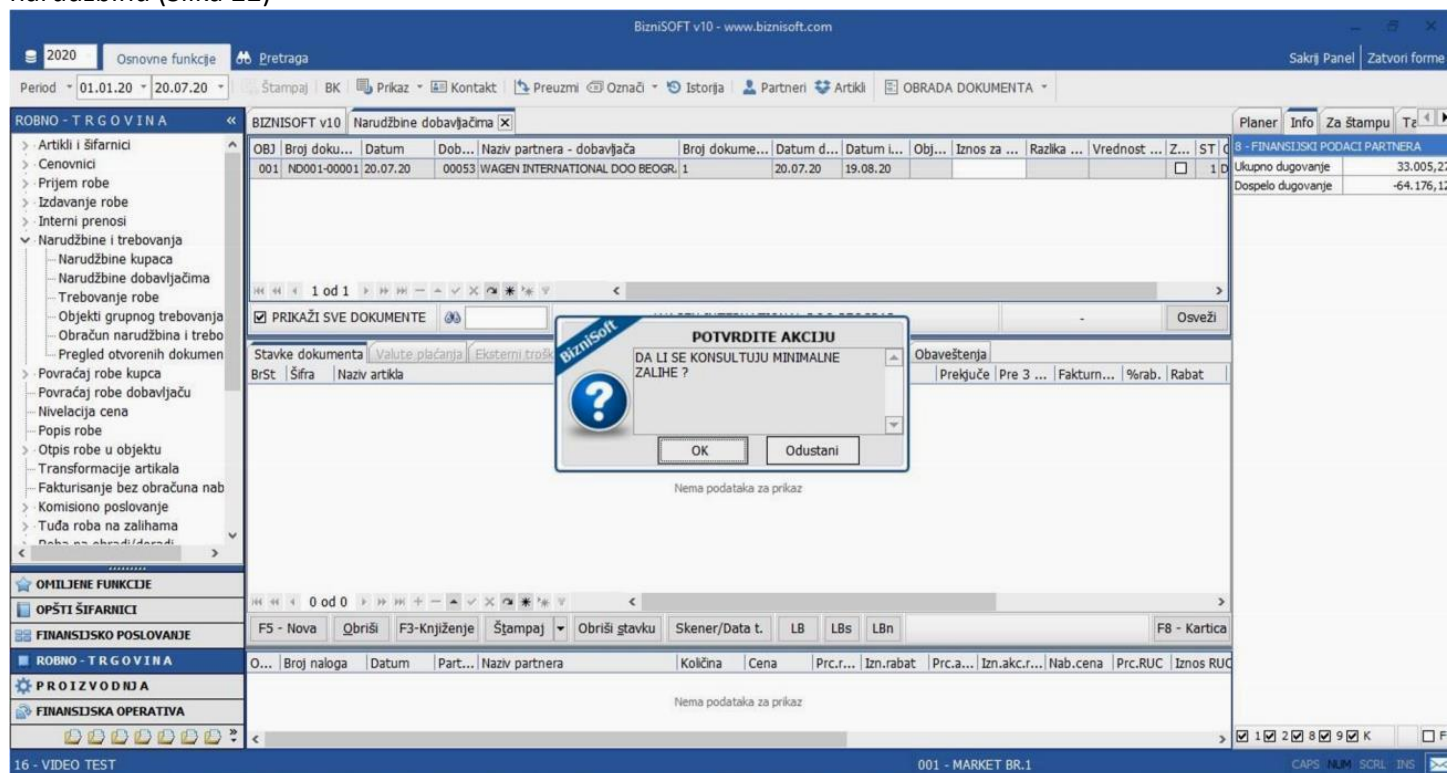 BizniSOFT v10 - www.biznisoft.com
2020 Osnovne funkcije Pretraga Sakrij Panel Zatvori forme
Period 01.01.20 20.07.20 Štampaj BK Prikaz Kontakt Preuzmi Označi Istorija Partneri Artikli OBRADA DOKUMENTA
ROBNO - T R G O V I N A «
Artikli i šifarnici
Cenovnici
Prijem robe
Izdavanje robe
Interni prenosi
Narudžbine i trebovanja
Narudžbine kupaca
Narudžbine dobavljačima
Trebovanje robe
Objekti grupnog trebovanja
Obračun narudžbina i trebo
Pregled otvorenih dokumen
Povraćaj robe kupca
Povraćaj robe dobavljaču
Nivelacija cena
Popis robe
Otpis robe u objektu
Transformacije artikala
Fakturisanje bez obračuna nab
Komisiono poslovanje
Tuđa roba na zalihama
OMILJENE FUNKCIJE
OPŠTI ŠIFARNICI
FINANSIJSKO POSLOVANJE
ROBNO - T R G O V I N A
P R O I Z V O D NJ A
FINANSIJSKA OPERATIVA
BIZNISOFT v10 Narudžbine dobavljačima
OBJ Broj doku... Datum Dob... Naziv partnera - dobavljača Broj dokume... Datum d... Datum i... Obj... Iznos za ... Razlika ... Vrednost ... Z... ST
001 ND001-00001 20.07.20 00053 WAGEN INTERNATIONAL DOO BEOGR. 1 20.07.20 19.08.20 1 D
1 od 1
PRIKAŽI SVE DOKUMENTE - Osveži
Stavke dokumenta Valute plaćanja Eksterni trošk Obaveštenja
BrSt Šifra Naziv artikla Prekjuče Pre 3 ... Fakturn... %rab. Rabat
BizniSoft
POTVRDITE AKCIJU
DA LI SE KONSULTUJU MINIMALNE
ZALIHE ?
OK Odustani
Nema podataka za prikaz
0 od 0
F5 - Nova Obriši F3-Knjiženje Štampaj Obriši stavku Skener/Data t. LB LBs LBn F8 - Kartica
O... Broj naloga Datum Part... Naziv partnera Količina Cena Prc.r... Izn.rabat Prc.a... Izn.akc.r... Nab.cena Prc.RUC Iznos RUC
Nema podataka za prikaz
Planer Info Za štampu
8 - FINANSIJSKI PODACI PARTNERA
Ukupno dugovanje 33.005,27
Dospelo dugovanje -64.176,12
1 2 8 9 K F
16 - VIDEO TEST 001 - MARKET BR.1 CAPS NUM SCRL INS